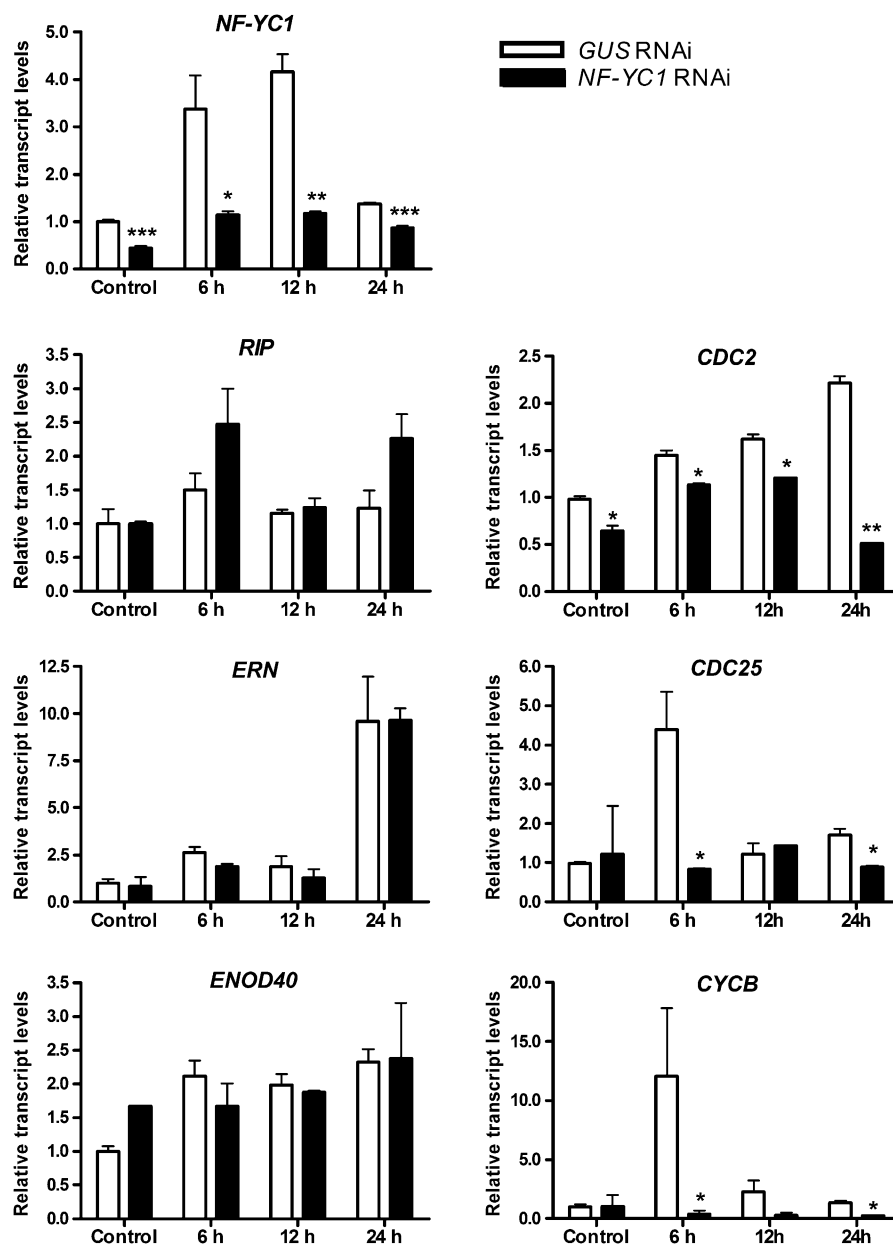 NF-YC1
GUS RNAi
NF-YC1 RNAi
Relative transcript levels
5.0
4.0
3.0
2.0
1.0
0.0
***
*
**
***
Control 6 h 12 h 24 h
RIP
Relative transcript levels
3.5
3.0
2.5
2.0
1.5
1.0
0.5
0.0
Control 6 h 12 h 24 h
CDC2
Relative transcript levels
2.5
2.0
1.5
1.0
0.5
0.0
*
*
*
**
Control 6 h 12h 24h
ERN
Relative transcript levels
12.5
10.0
7.5
5.0
2.5
0.0
Control 6 h 12 h 24 h
CDC25
Relative transcript levels
6.0
5.0
4.0
3.0
2.0
1.0
0.0
*
*
Control 6 h 12h 24h
ENOD40
Relative transcript levels
3.5
3.0
2.5
2.0
1.5
1.0
0.5
0.0
Control 6 h 12 h 24 h
CYCB
Relative transcript levels
20.0
15.0
10.0
5.0
0.0
*
*
Control 6 h 12 h 24 h